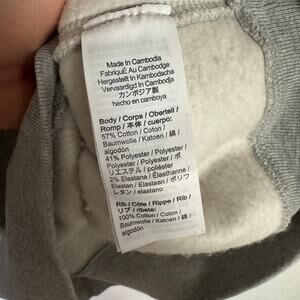 Made In Cambodia
FabriquÉ Au Cambodge
Hergestellt In Kambodscha
Vervaardigd In Cambodja
カンボジア製
hecho en camboya
Body / Corps / Oberteil /
Romp / 本体 / cuerpo:
57% Cotton / Coton /
Baumwolle / Katoen / 綿 /
algodón
41% Polyester / Polyester /
Polyester / Polyester / ポ
リエステル / poliéster
2% Elastane / Élasthanne /
Elastan / Elastaan / ポリウ
レタン / elastano
Rib / Côte / Rippe / Rib /
リブ / ribete:
100% Cotton / Coton /
Baumwolle / Katoen / 綿 /
algodón